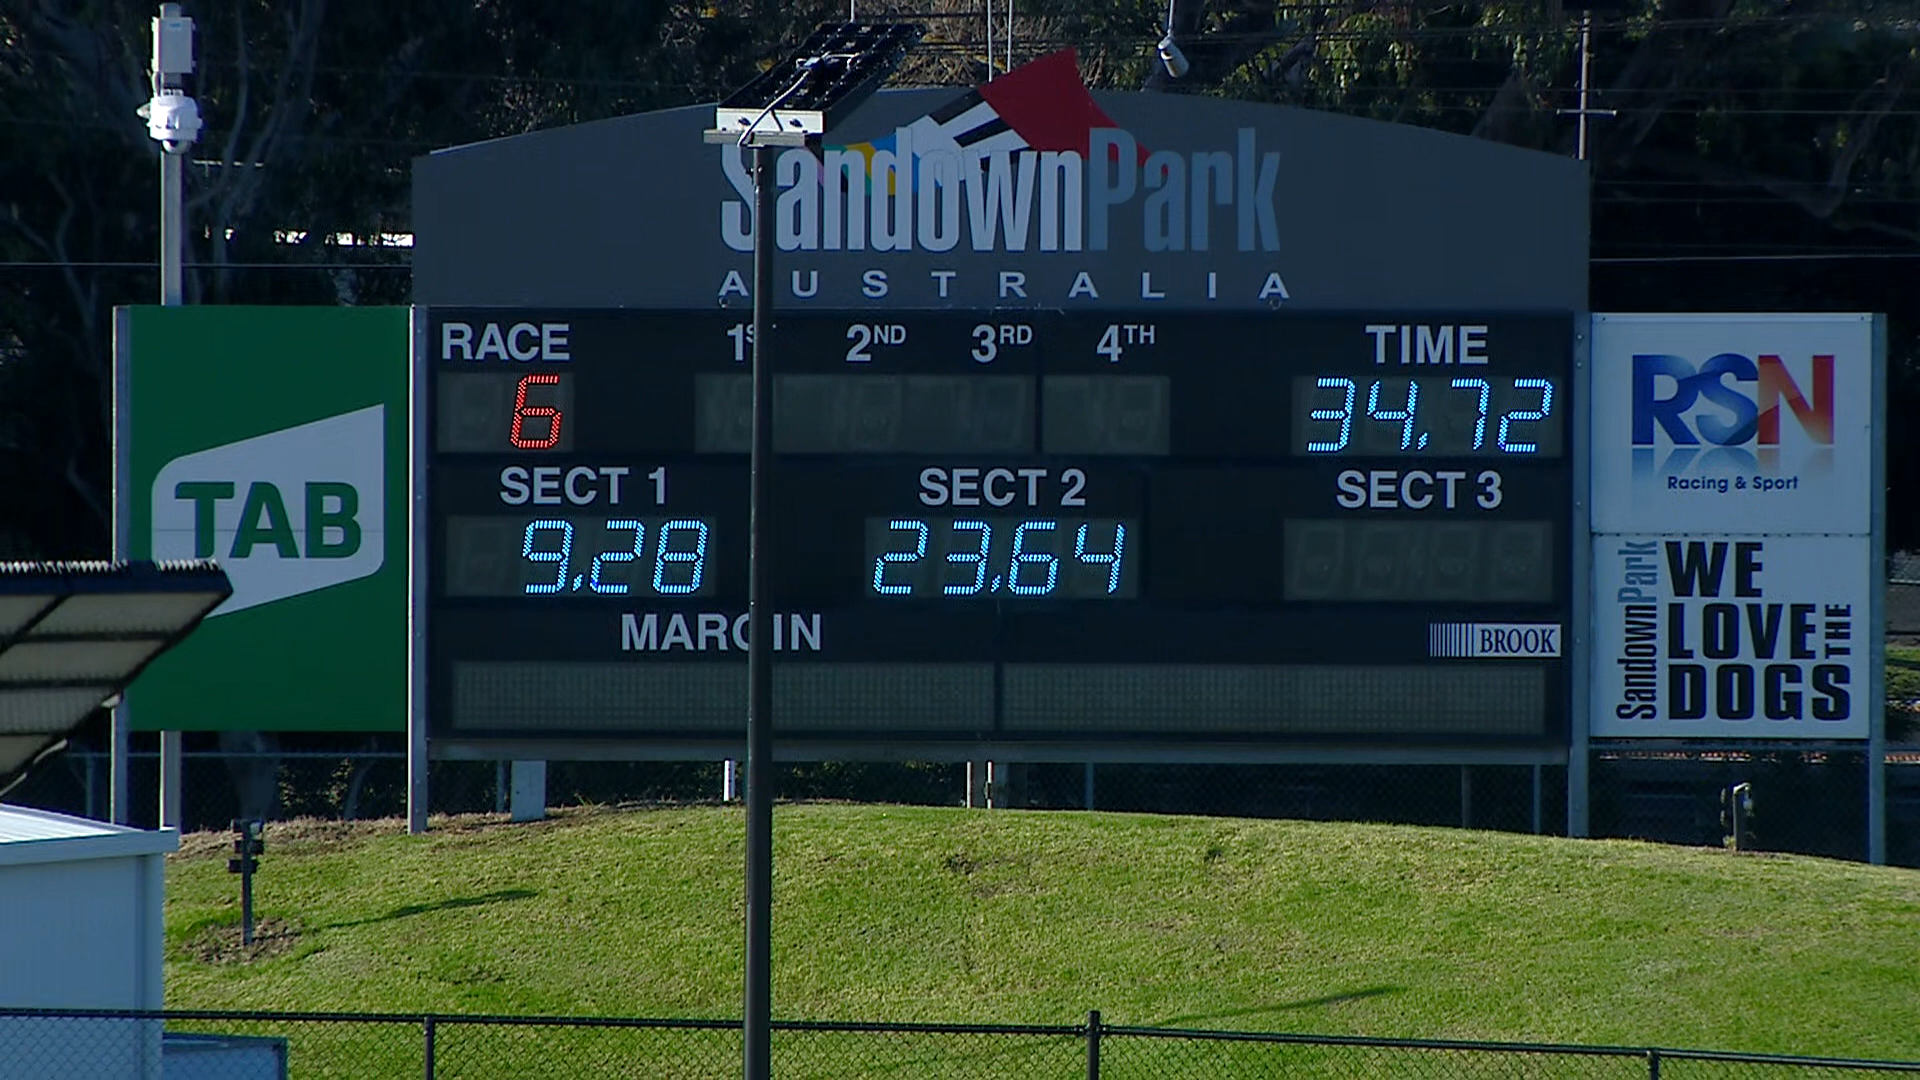 SandownPark
AUSTRALIA
RACE 1ST 2ND 3RD 4TH TIME
6 34.72
SECT 1 SECT 2 SECT 3
9.28 23.64
MARGIN
BROOK
TAB
RSN
Racing & Sport
SandownPark
WE
LOVE THE
DOGS